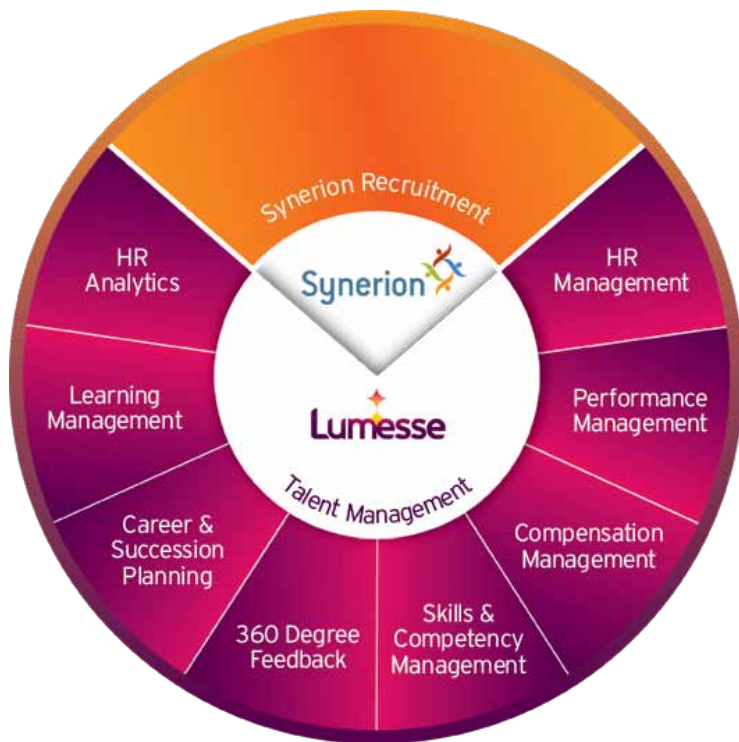 Synerion Recruitment
Synerion
HR
Analytics
HR
Management
Learning
Management
Performance
Management
Lumesse
Talent Management
Career &
Succession
Planning
Compensation
Management
360 Degree
Feedback
Skills &
Competency
Management